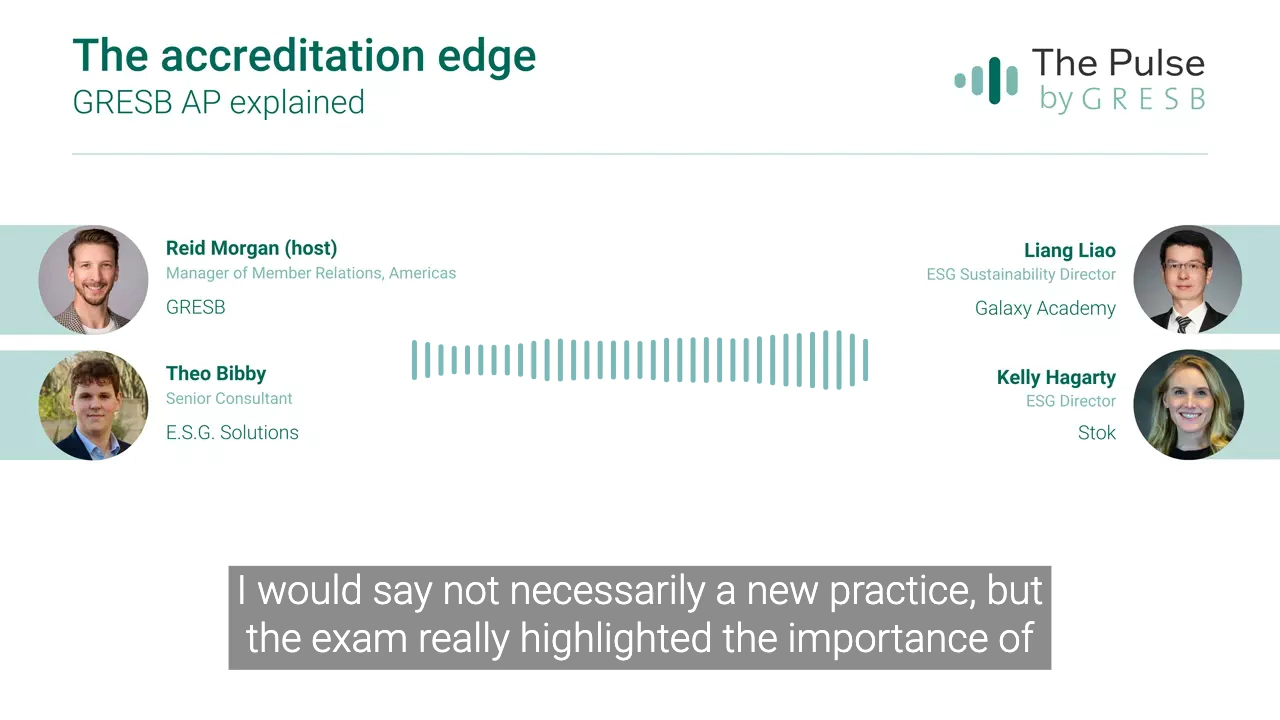 The accreditation edge
GRESB AP explained
The Pulse
by GRESB
Reid Morgan (host)
Manager of Member Relations, Americas
GRESB
Theo Bibby
Senior Consultant
E.S.G. Solutions
Liang Liao
ESG Sustainability Director
Galaxy Academy
Kelly Hagarty
ESG Director
Stok
I would say not necessarily a new practice, but
the exam really highlighted the importance of